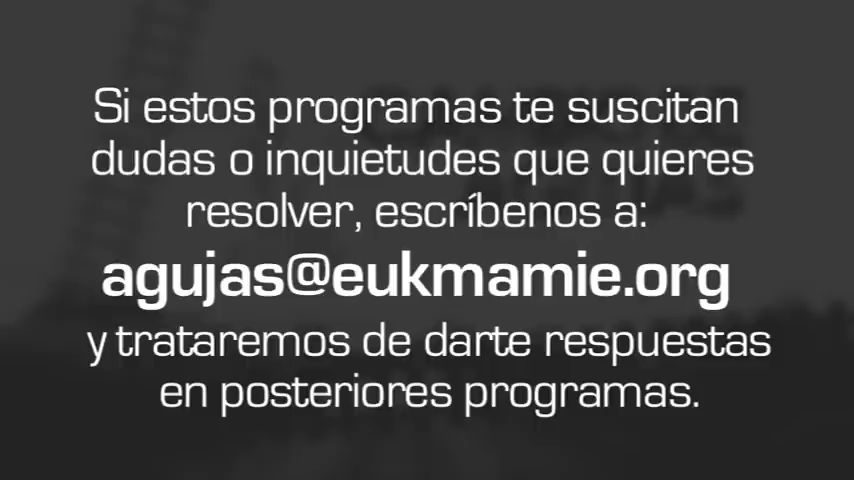 Si estos programas te suscitan
dudas o inquietudes que quieres
resolver, escríbenos a:
agujas@eukmamie.org
y trataremos de darte respuestas
en posteriores programas.